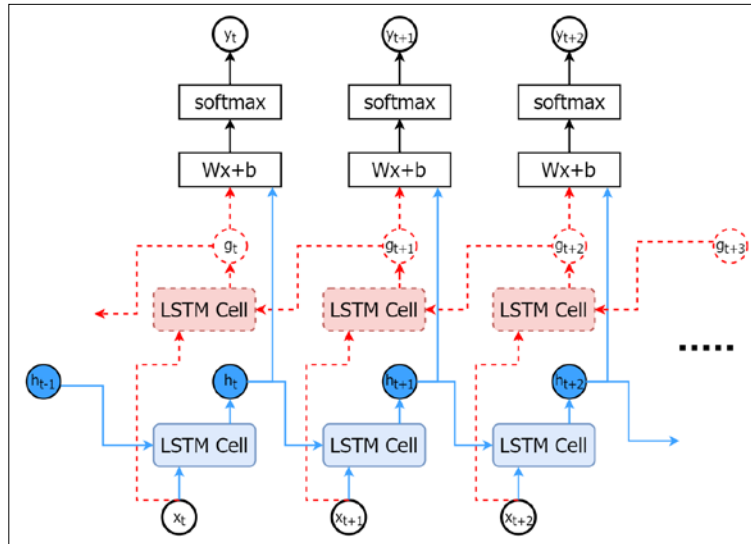 yt yt+1 yt+2
softmax softmax softmax
Wx+b Wx+b Wx+b
gt gt+1 gt+2 gt+3
LSTM Cell LSTM Cell LSTM Cell
ht-1 ht ht+1 ht+2
LSTM Cell LSTM Cell LSTM Cell
xt xt+1 xt+2